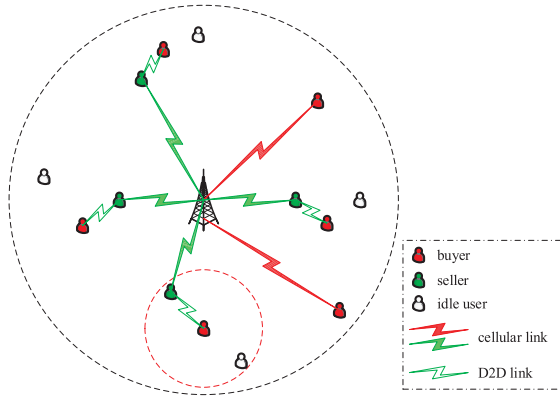 buyer
seller
idle user
cellular link
D2D link